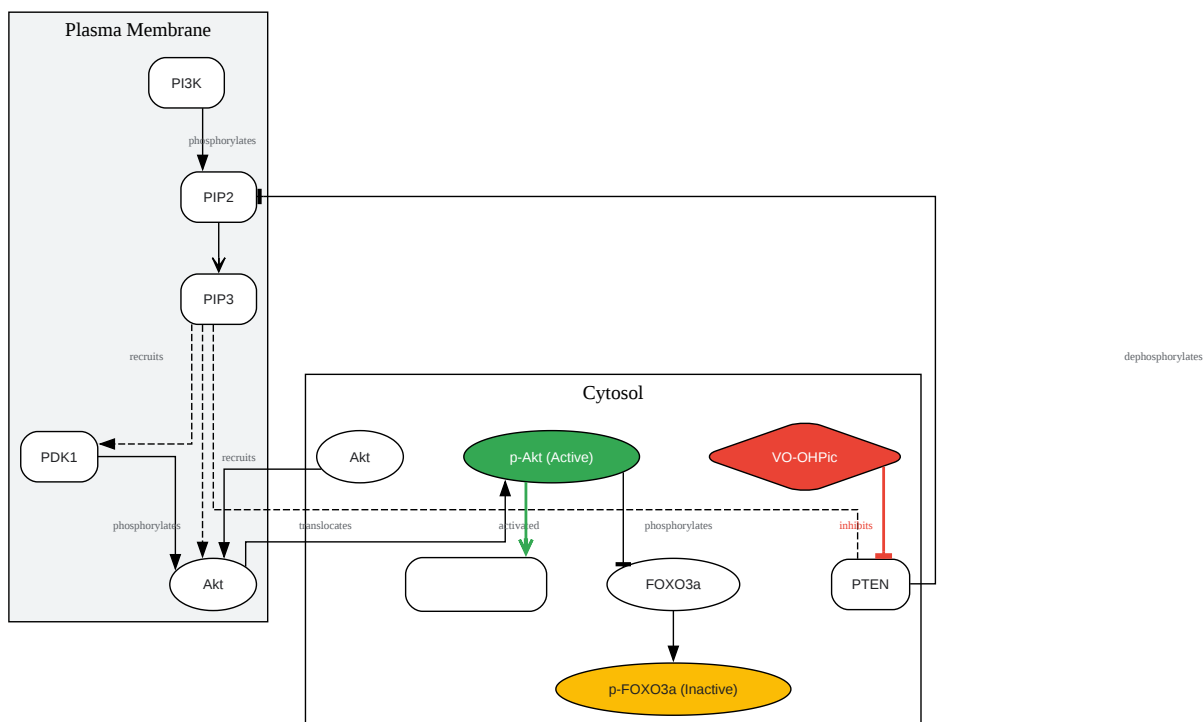 Plasma Membrane
PI3K
phosphorylates
PIP2
PIP3
recruits
dephosphorylates
Cytosol
PDK1
recruits
Akt
p-Akt (Active)
VO-OHPic
phosphorylates
translocates
activated
phosphorylates
inhibits
Akt
FOXO3a
PTEN
p-FOXO3a (Inactive)